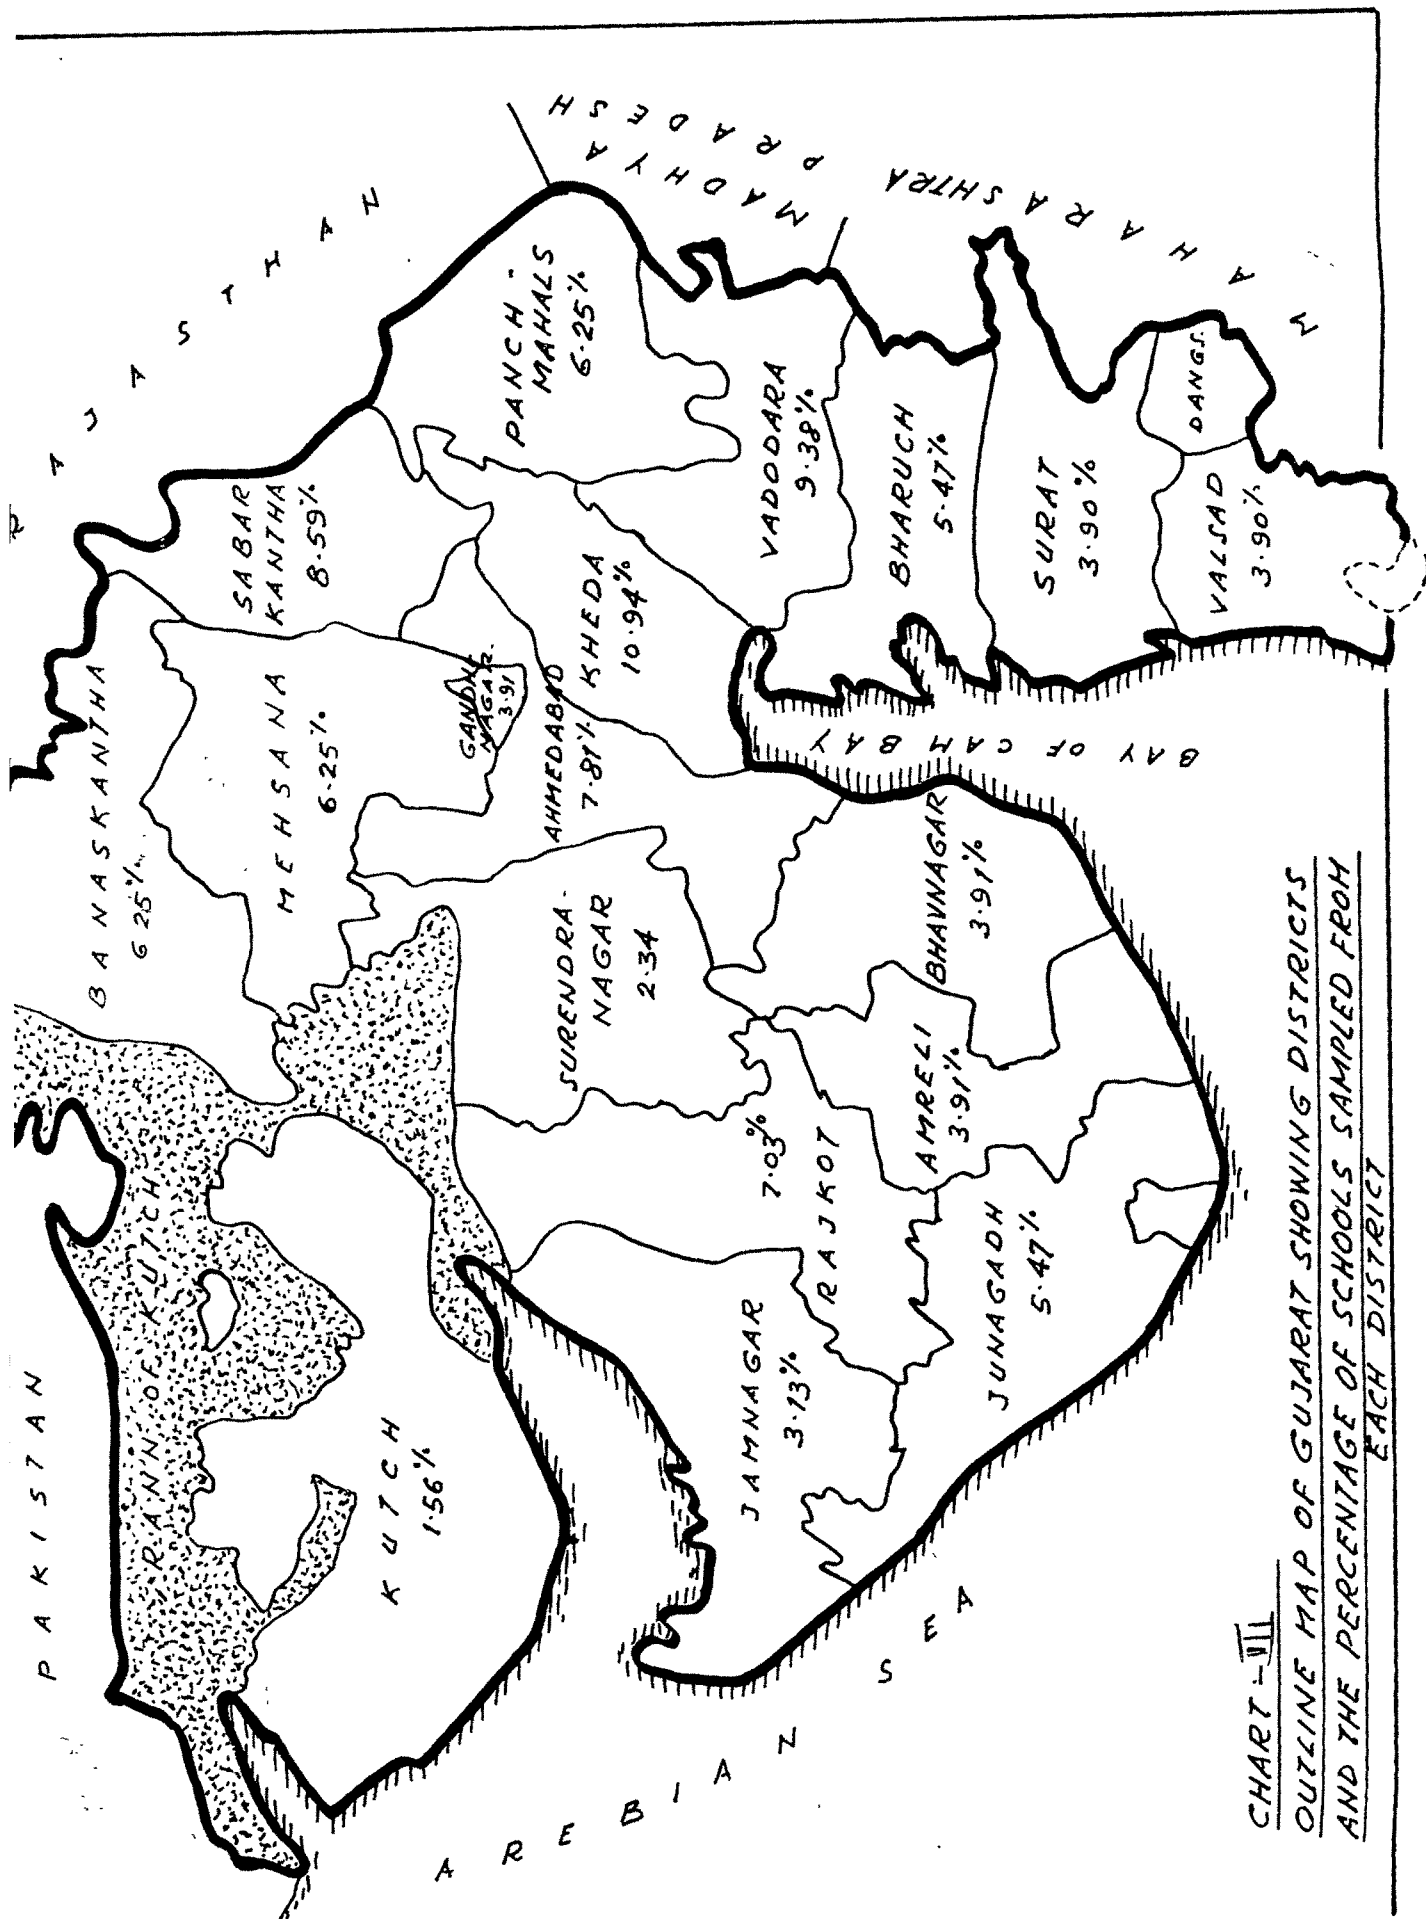 CHART-VII
OUTLINE MAP OF GUJARAT SHOWING DISTRICTS
AND THE PERCENTAGE OF SCHOOLS SAMPLED FROM
EACH DISTRICT
PAKISTAN
RAJASTHAN
MADHYA
PRADESH
MAHARASHTRA
RANN OF KUTCH
KUTCH
1.56%
BANASKANTHA
6.25%
MEHSANA
6.25%
SABAR
KANTHA
8.59%
GANDHI
NAGAR.
3.91
AHMEDABAD
7.81%
KHEDA
10.94%
PANCH-
MAHALS
6.25%
VADODARA
9.38%
BHARUCH
5.47%
SURAT
3.90%
DANGS.
VALSAD
3.90%
SURENDRA-
NAGAR
2.34
BHAVNAGAR
3.91%
AMRELI
3.91%
7.03%
RAJKOT
JAMNAGAR
3.13%
JUNAGADH
5.47%
BAY OF CAMBAY
AREBIAN SEA